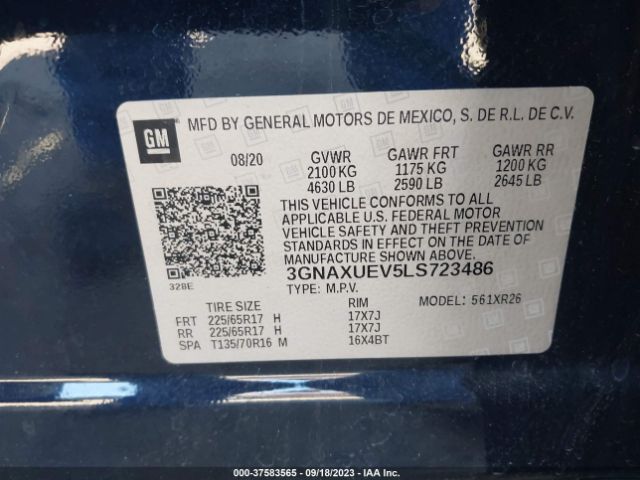 GM
MFD BY GENERAL MOTORS DE MEXICO, S. DE R.L. DE C.V.
08/20 GVWR GAWR FRT GAWR RR
2100 KG 1175 KG 1200 KG
4630 LB 2590 LB 2645 LB
THIS VEHICLE CONFORMS TO ALL
APPLICABLE U.S. FEDERAL MOTOR
VEHICLE SAFETY AND THEFT PREVENTION
STANDARDS IN EFFECT ON THE DATE OF
MANUFACTURE SHOWN ABOVE.
3GNAXUEV5LS723486
328E
TYPE: M.P.V.
TIRE SIZE RIM MODEL: 561XR26
FRT 225/65R17 H 17X7J
RR 225/65R17 H 17X7J
SPA T135/70R16 M 16X4BT
000-37583565 - 09/18/2023 - IAA Inc.